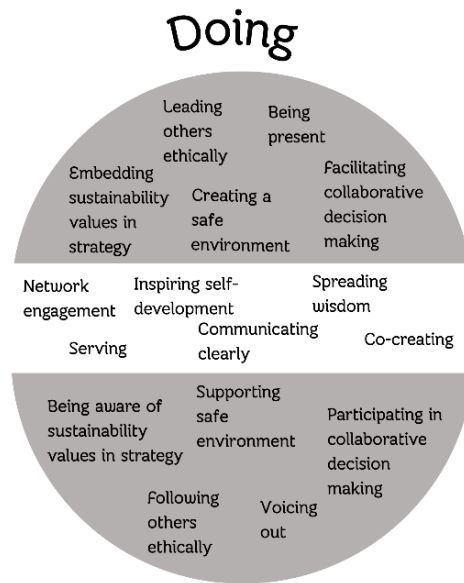 Doing
Leading
others
ethically
Being
present
Embedding
sustainability
values in
strategy
Creating a
safe
environment
Facilitating
collaborative
decision
making
Network
engagement
Inspiring self-
development
Spreading
wisdom
Serving
Communicating
clearly
Co-creating
Being aware of
sustainability
values in strategy
Supporting
safe
environment
Participating in
collaborative
decision
making
Following
others
ethically
Voicing
out